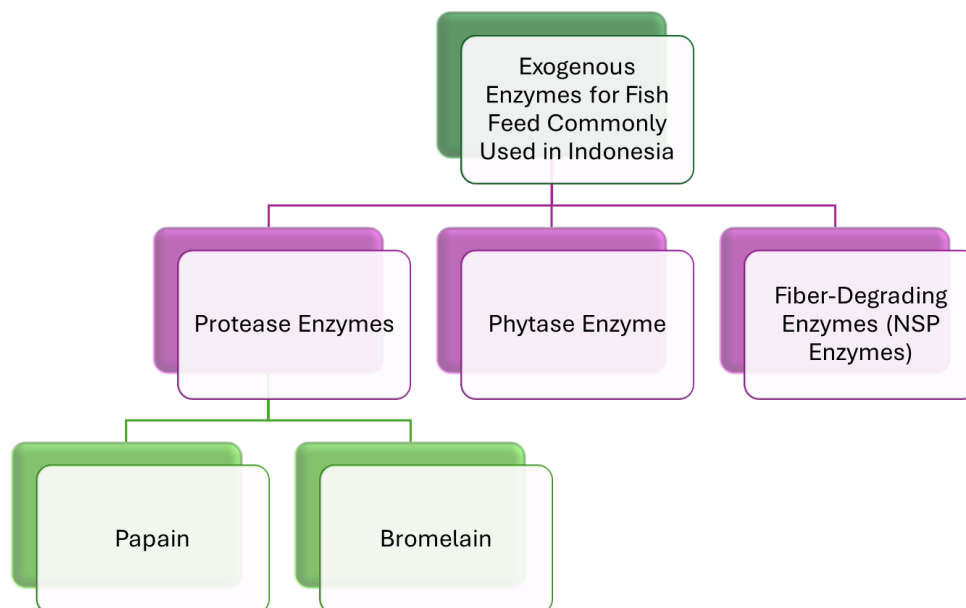 Exogenous
Enzymes for Fish
Feed Commonly
Used in Indonesia
Protease Enzymes
Phytase Enzyme
Fiber-Degrading
Enzymes (NSP
Enzymes)
Papain
Bromelain